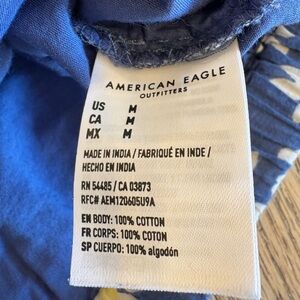 AMERICAN EAGLE
OUTFITTERS
US M
CA M
MX M
MADE IN INDIA / FABRIQUÉ EN INDE /
HECHO EN INDIA
RN 54485 / CA 03873
RFC# AEM120605U9A
EN BODY: 100% COTTON
FR CORPS: 100% COTON
SP CUERPO: 100% algodón